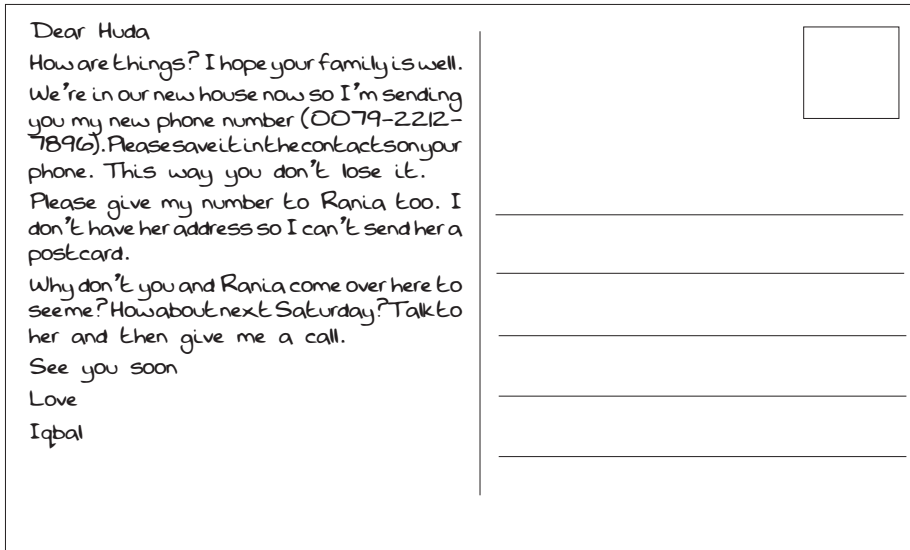 Dear Huda
How are things? I hope your family is well.
We're in our new house now so I'm sending
you my new phone number (0079-2212-
7896). Please save it in the contacts on your
phone. This way you don't lose it.
Please give my number to Rania too. I
don't have her address so I can't send her a
postcard.
Why don't you and Rania come over here to
see me? How about next Saturday? Talk to
her and then give me a call.
See you soon
Love
Iqbal